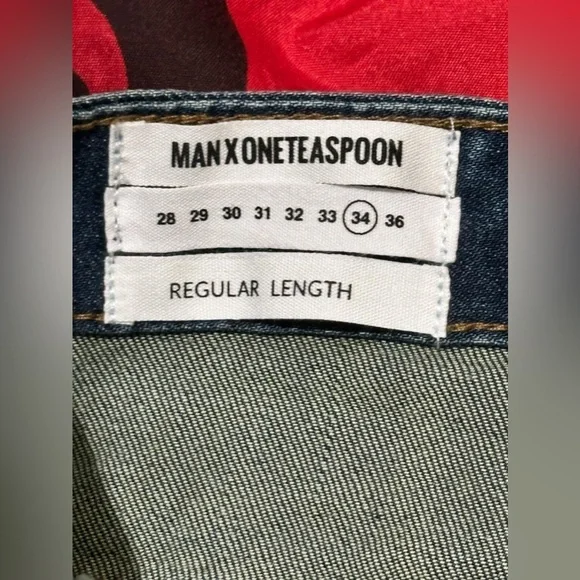 MANXONETEASPOON
28 29 30 31 32 33 34 36
REGULAR LENGTH